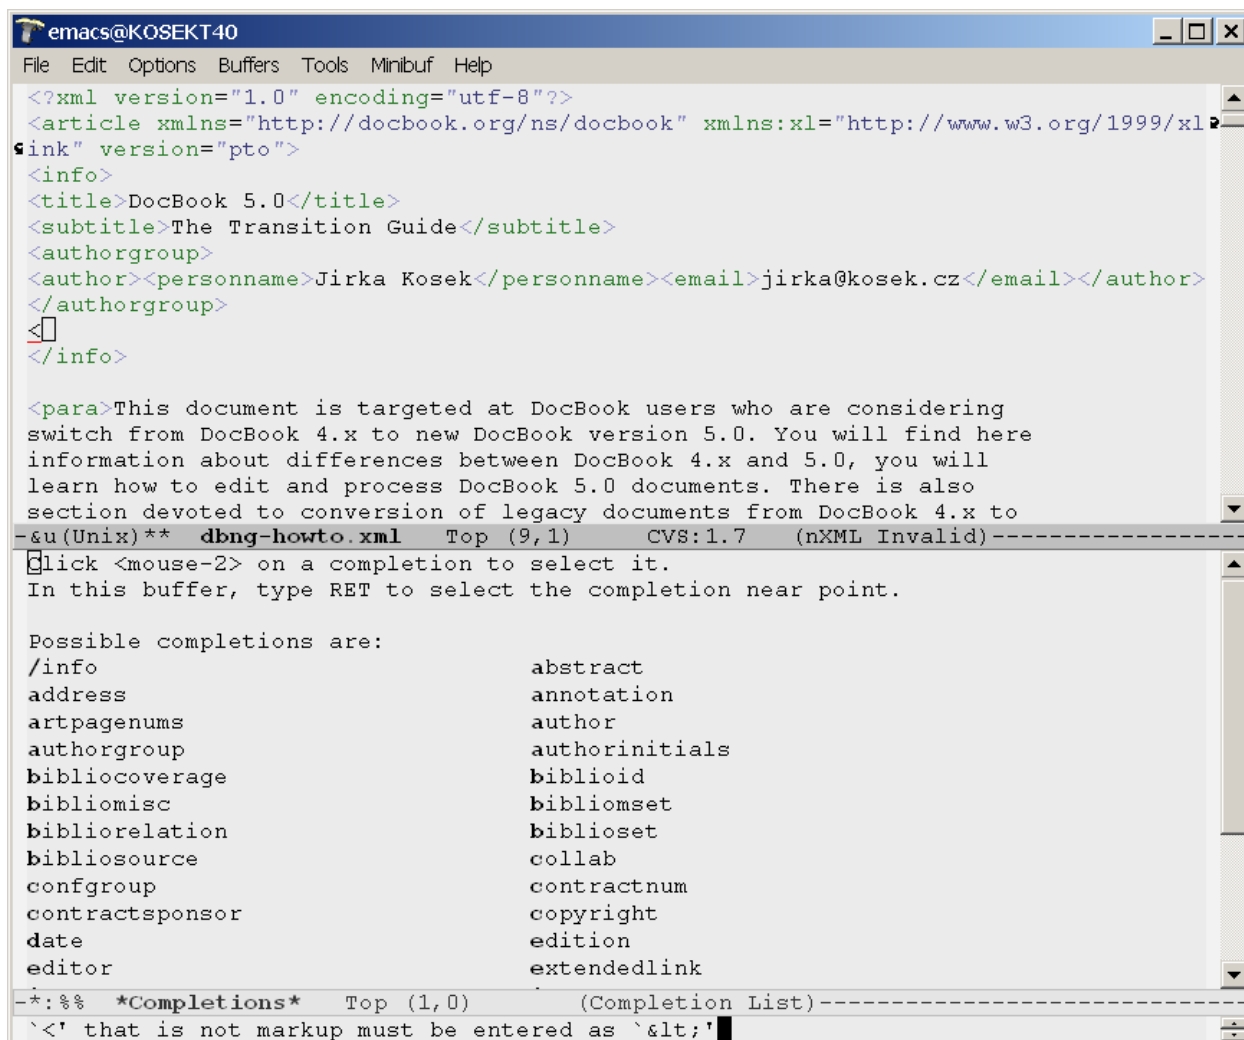 emacs@KOSEKT40
File Edit Options Buffers Tools Minibuf Help
<?xml version="1.0" encoding="utf-8"?>
<article xmlns="http://docbook.org/ns/docbook" xmlns:xl="http://www.w3.org/1999/xl
ink" version="pto">
<info>
<title>DocBook 5.0</title>
<subtitle>The Transition Guide</subtitle>
<authorgroup>
<author><personname>Jirka Kosek</personname><email>jirka@kosek.cz</email></author>
</authorgroup>
<
</info>
<para>This document is targeted at DocBook users who are considering
switch from DocBook 4.x to new DocBook version 5.0. You will find here
information about differences between DocBook 4.x and 5.0, you will
learn how to edit and process DocBook 5.0 documents. There is also
section devoted to conversion of legacy documents from DocBook 4.x to
-&u(Unix)** dbng-howto.xml Top (9,1) CVS:1.7 (nXML Invalid)------------------
Click <mouse-2> on a completion to select it.
In this buffer, type RET to select the completion near point.
Possible completions are:
/info abstract
address annotation
artpagenums author
authorgroup authorinitials
bibliocoverage biblioid
bibliomisc bibliomset
bibliorelation biblioset
bibliosource collab
confgroup contractnum
contractsponsor copyright
date edition
editor extendedlink
-*:%% *Completions* Top (1,0) (Completion List)------------------------------
`<' that is not markup must be entered as `&lt;'